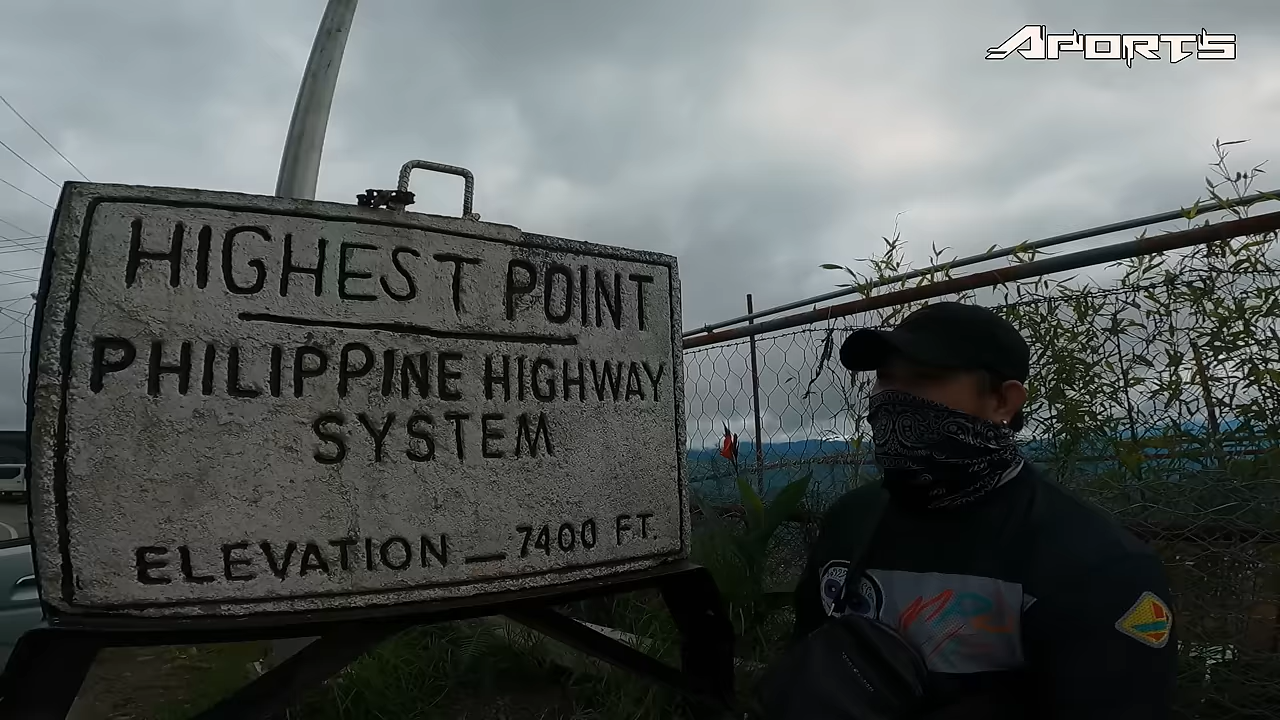 APORTS
HIGHEST POINT
PHILIPPINE HIGHWAY
SYSTEM
ELEVATION — 7400 FT.